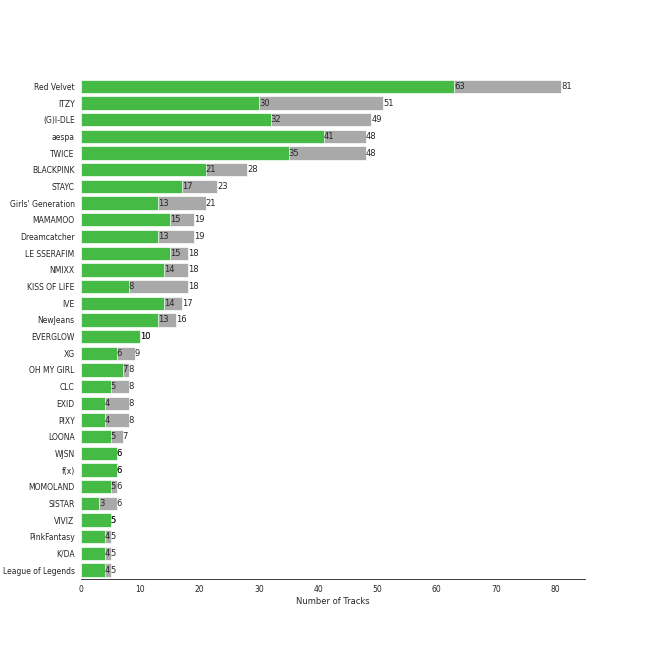 Red Velvet 63 81
ITZY 30 51
(G)I-DLE 32 49
aespa 41 48
TWICE 35 48
BLACKPINK 21 28
STAYC 17 23
Girls' Generation 13 21
MAMAMOO 15 19
Dreamcatcher 13 19
LE SSERAFIM 15 18
NMIXX 14 18
KISS OF LIFE 8 18
IVE 14 17
NewJeans 13 16
EVERGLOW 10
XG 6 9
OH MY GIRL 7 8
CLC 5 8
EXID 4 8
PIXY 4 8
LOONA 5 7
WJSN 6
f(x) 6
MOMOLAND 5 6
SISTAR 3 6
VIVIZ 5
PinkFantasy 4 5
K/DA 4 5
League of Legends 4 5
0 10 20 30 40 50 60 70 80
Number of Tracks